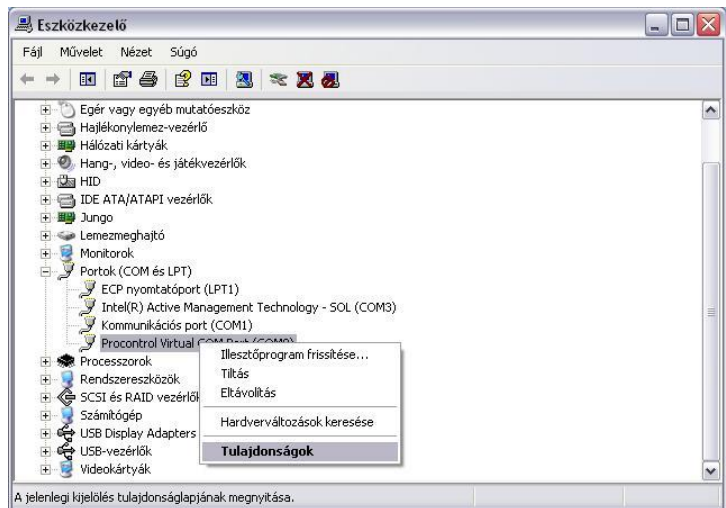 Eszközkezelő
Fájl Művelet Nézet Súgó
Egér vagy egyéb mutatóeszköz
Hajlékonylemez-vezérlő
Hálózati kártyák
Hang-, video- és játékvezérlők
HID
IDE ATA/ATAPI vezérlők
Jungo
Lemezmeghajtó
Monitorok
Portok (COM és LPT)
ECP nyomtatóport (LPT1)
Intel(R) Active Management Technology - SOL (COM3)
Kommunikációs port (COM1)
Procontrol Virtual COM Port
Processzorok
Rendszereszközök
SCSI és RAID vezérlők
Számítógép
USB Display Adapters
USB-vezérlők
Videokártyák
Illesztőprogram frissítése...
Tiltás
Eltávolítás
Hardverváltozások keresése
Tulajdonságok
A jelenlegi kijelölés tulajdonságlapjának megnyitása.